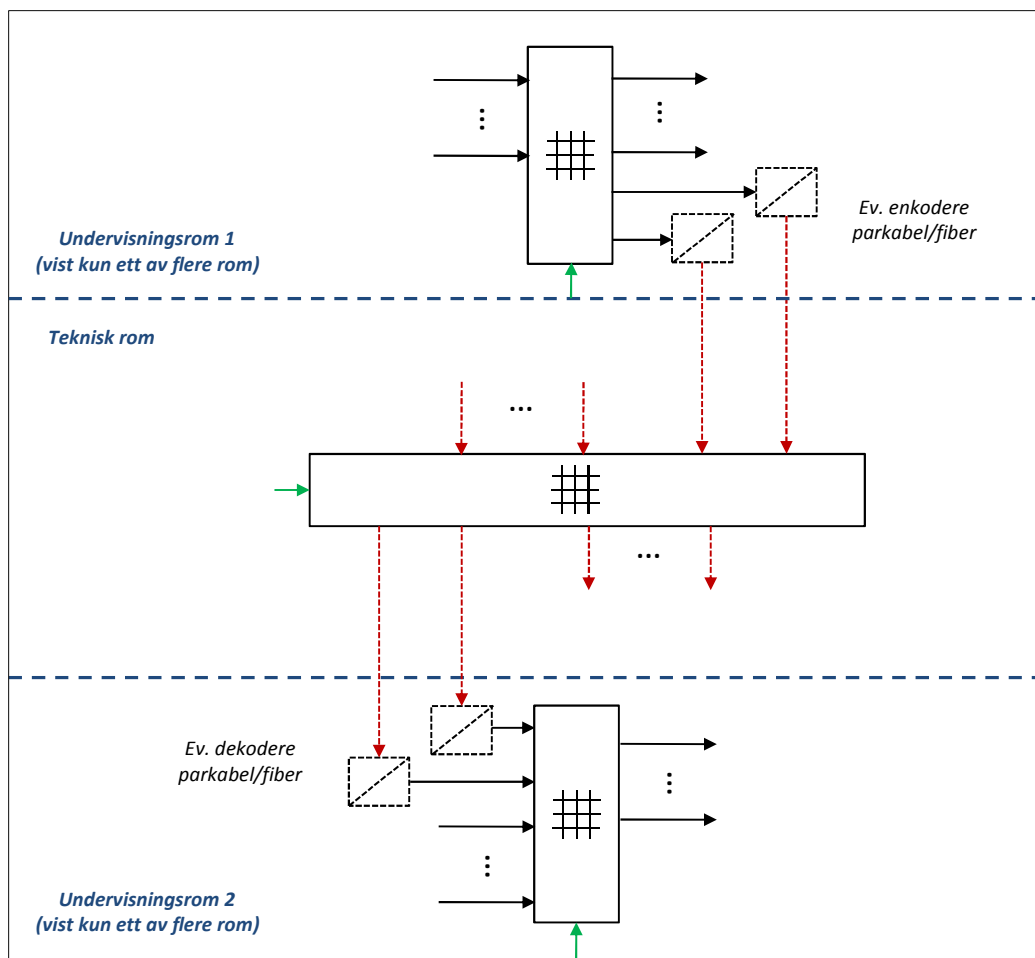 Ev. enkodere
parkabel/fiber
Undervisningsrom 1
(vist kun ett av flere rom)
Teknisk rom
...
...
Ev. dekodere
parkabel/fiber
Undervisningsrom 2
(vist kun ett av flere rom)